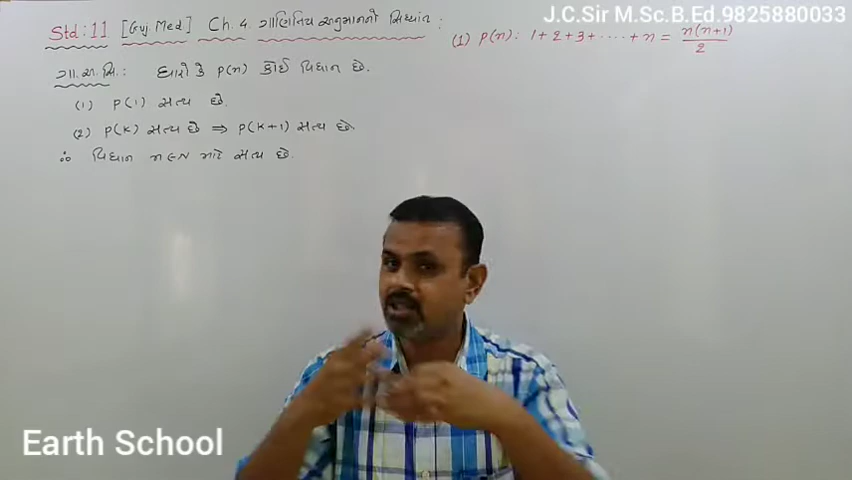 J.C.Sir M.Sc.B.Ed.9825880033
Std:11 [Guj Med] Ch. 4. ગાણિતિય અનુમાનનો સિધ્ધાંત :
(1) P(n): 1+2+3+.....+n = n(n+1)/2
ગા.અ.સિ.: ધારો કે P(n) કોઈ વિધાન છે.
(1) P(1) સત્ય છે.
(2) P(K) સત્ય છે ⇒ P(K+1) સત્ય છે.
∴ વિધાન n∈N માટે સત્ય છે.
Earth School